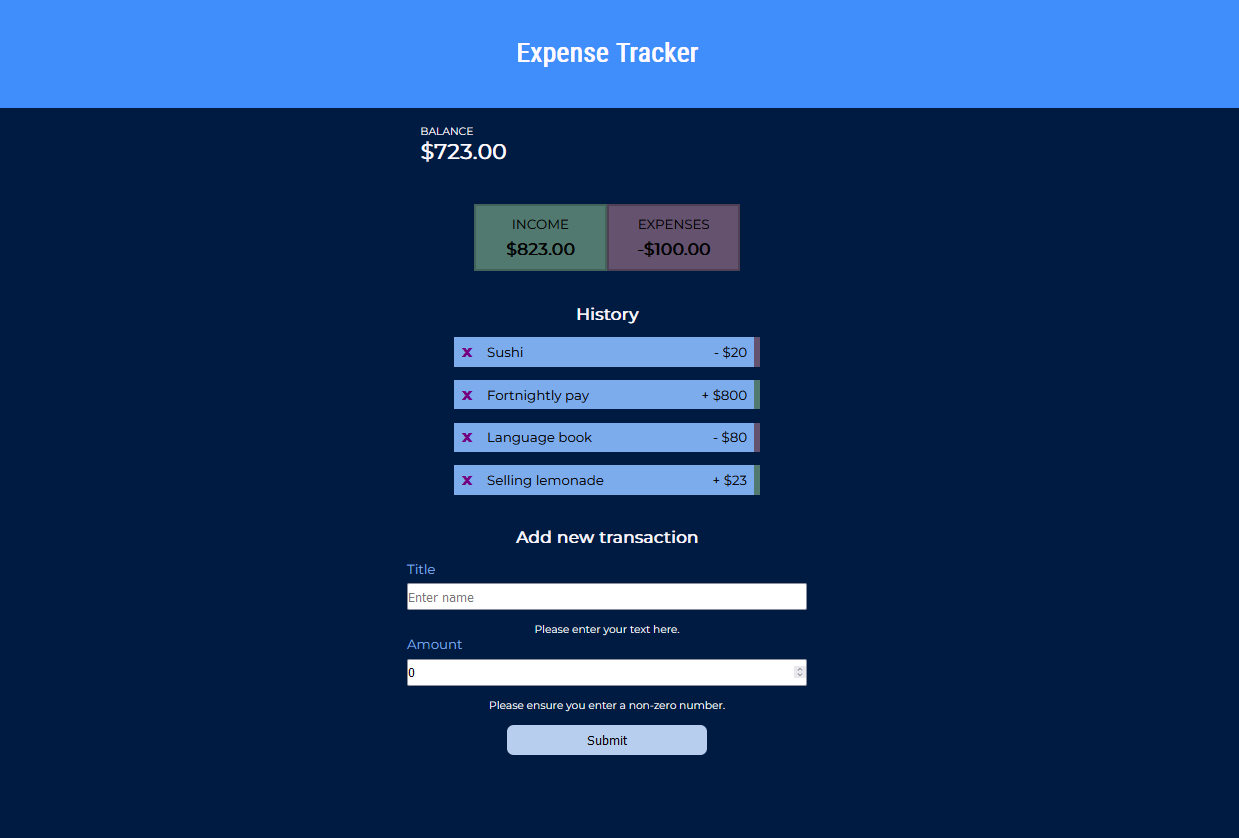 Expense Tracker
BALANCE
$723.00
INCOME EXPENSES
$823.00 -$100.00
History
x Sushi - $20
x Fortnightly pay + $800
x Language book - $80
x Selling lemonade + $23
Add new transaction
Title
Enter name
Please enter your text here.
Amount
0
Please ensure you enter a non-zero number.
Submit